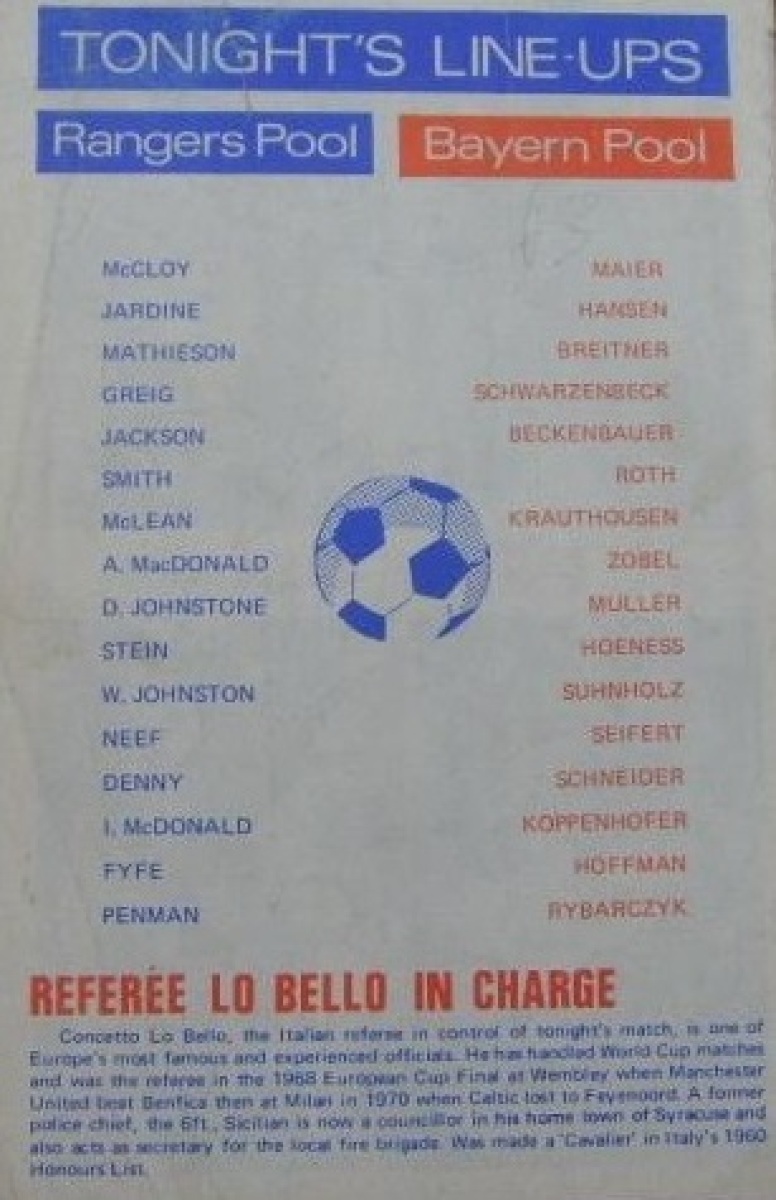 TONIGHT'S LINE-UPS
Rangers Pool
Bayern Pool
McCLOY
JARDINE
MATHIESON
GREIG
JACKSON
SMITH
McLEAN
A. MacDONALD
D. JOHNSTONE
STEIN
W. JOHNSTON
NEEF
DENNY
I. McDONALD
FYFE
PENMAN
MAIER
HANSEN
BREITNER
SCHWARZENBECK
BECKENBAUER
ROTH
KRAUTHOUSEN
ZOBEL
MULLER
HOENESS
SUHNHOLZ
SEIFERT
SCHNEIDER
KOPPENHOFER
HOFFMAN
RYBARCZYK
REFERÉE LO BELLO IN CHARGE
Concetto Lo Bello, the Italian referee in control of tonight's match, is one of
Europe's most famous and experienced officials. He has handled World Cup matches
and was the referee in the 1968 European Cup Final at Wembley when Manchester
United beat Benfica then at Milan in 1970 when Celtic lost to Feyenoord. A former
police chief, the 6ft., Sicilian is now a councillor in his home town of Syracuse and
also acts as secretary for the local fire brigade. Was made a 'Cavalier' in Italy's 1960
Honours List.